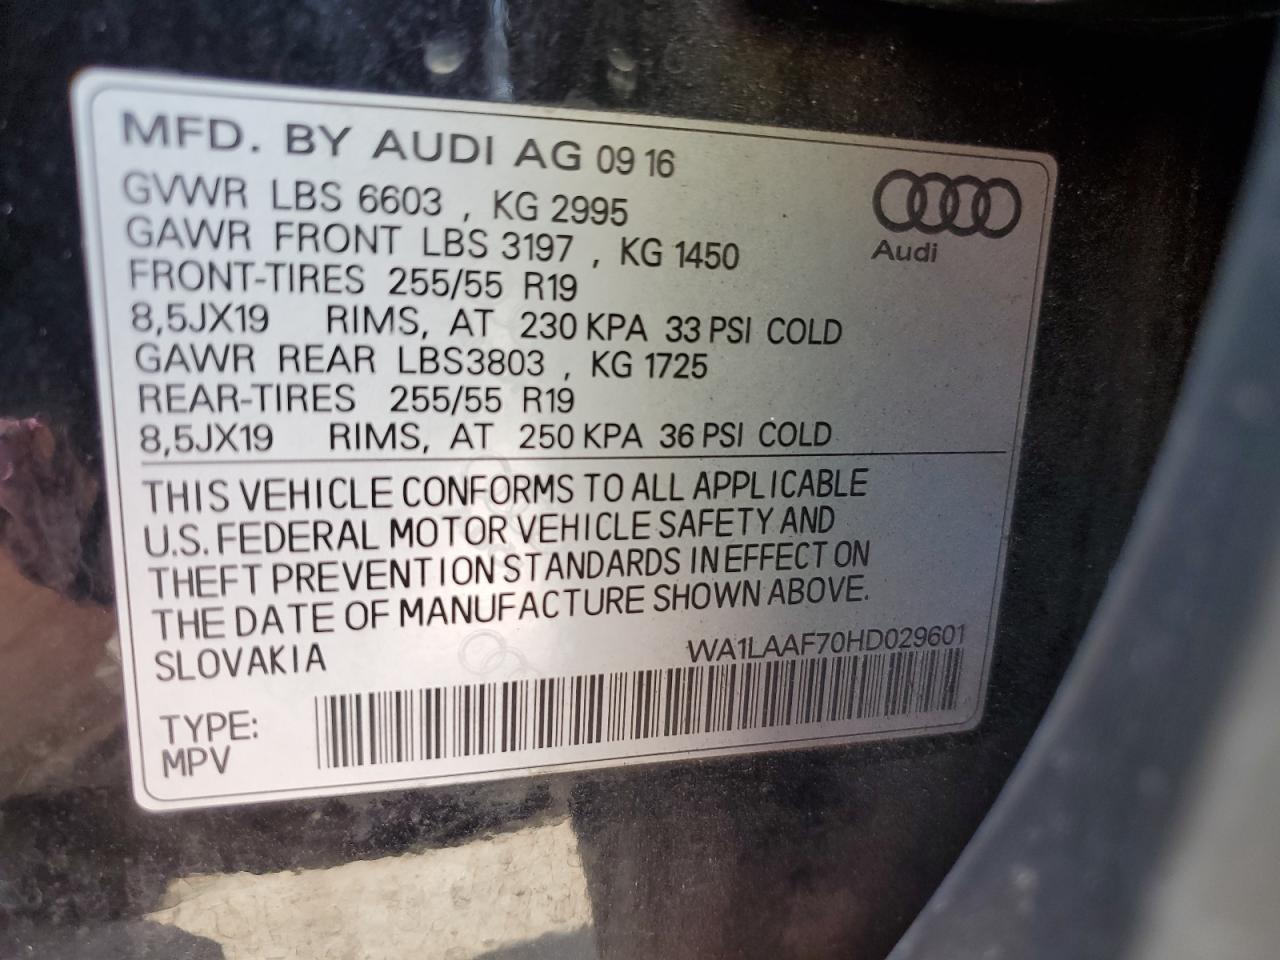 MFD. BY AUDI AG 09 16
GVWR LBS 6603 , KG 2995
GAWR FRONT LBS 3197 , KG 1450
FRONT-TIRES 255/55 R19
8,5JX19 RIMS, AT 230 KPA 33 PSI COLD
GAWR REAR LBS3803 , KG 1725
REAR-TIRES 255/55 R19
8,5JX19 RIMS, AT 250 KPA 36 PSI COLD
Audi
THIS VEHICLE CONFORMS TO ALL APPLICABLE
U.S. FEDERAL MOTOR VEHICLE SAFETY AND
THEFT PREVENTION STANDARDS IN EFFECT ON
THE DATE OF MANUFACTURE SHOWN ABOVE.
SLOVAKIA
WA1LAAF70HD029601
TYPE:
MPV